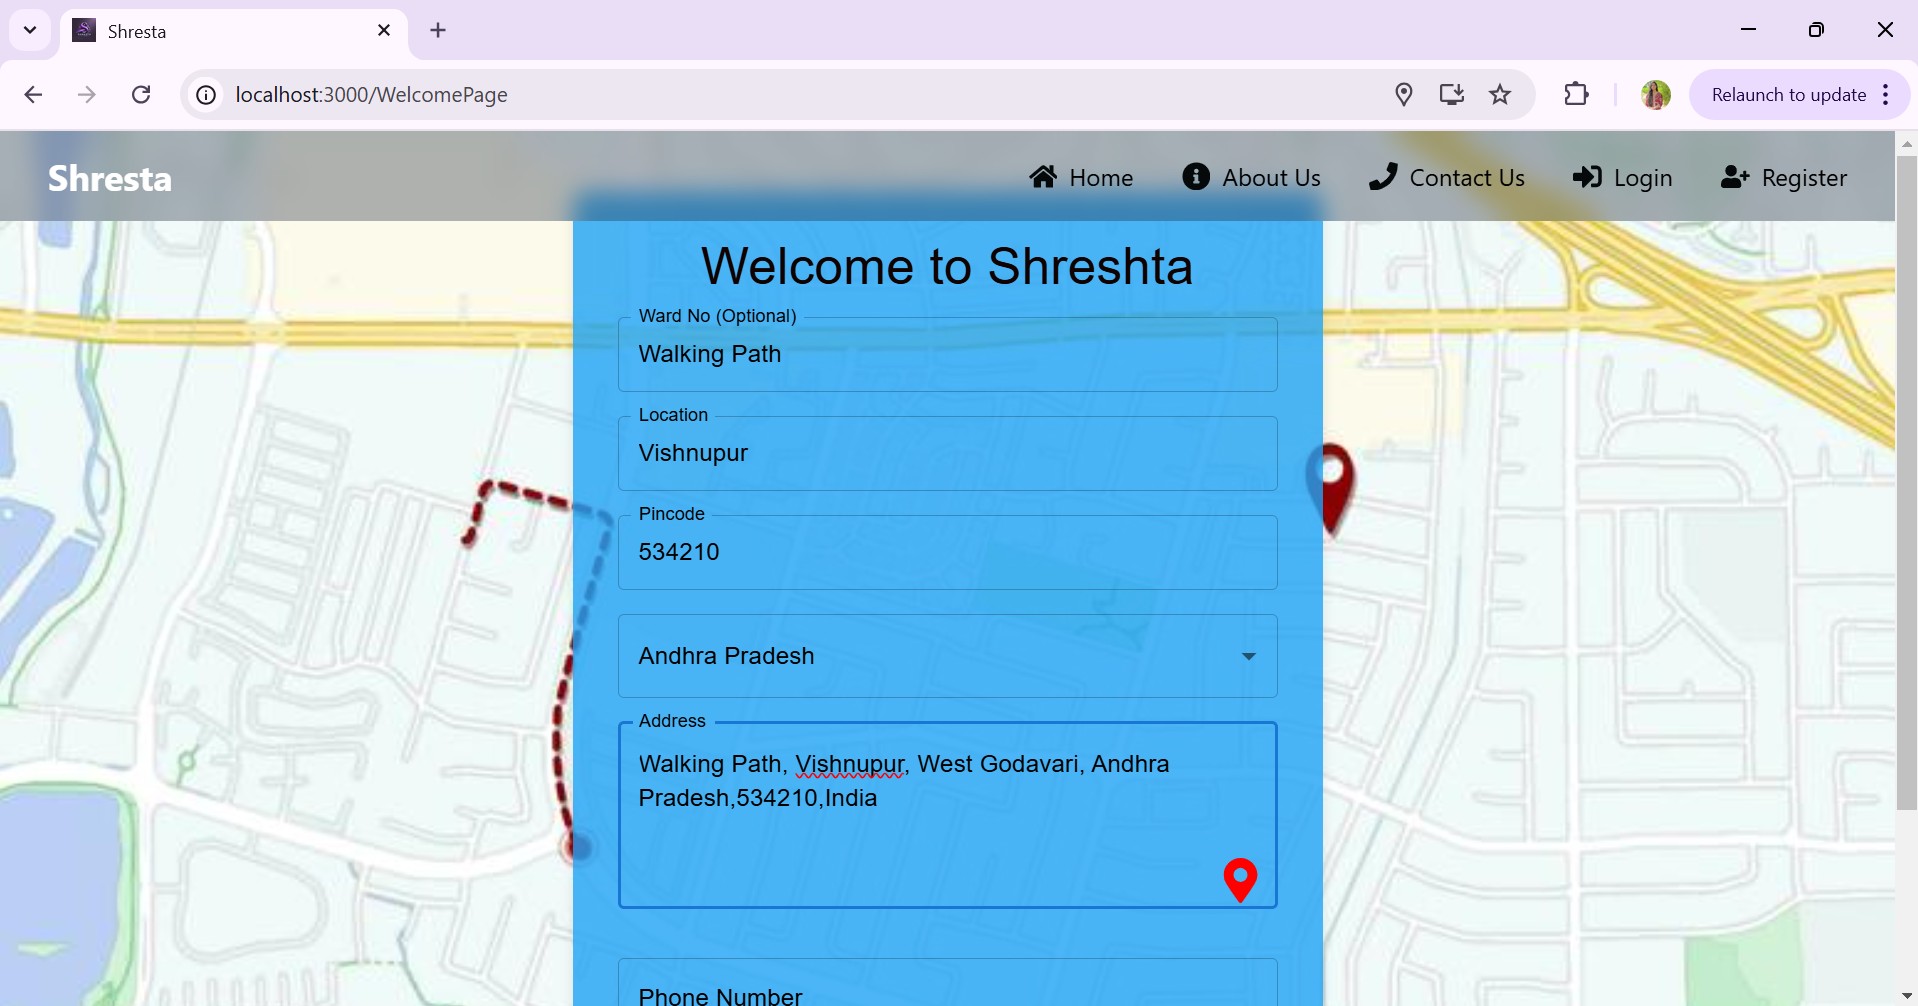 Shresta
localhost:3000/WelcomePage
Relaunch to update
Shresta
Home
About Us
Contact Us
Login
Register
Welcome to Shreshta
Ward No (Optional)
Walking Path
Location
Vishnupur
Pincode
534210
Andhra Pradesh
Address
Walking Path, Vishnupur, West Godavari, Andhra
Pradesh,534210,India
Phone Number